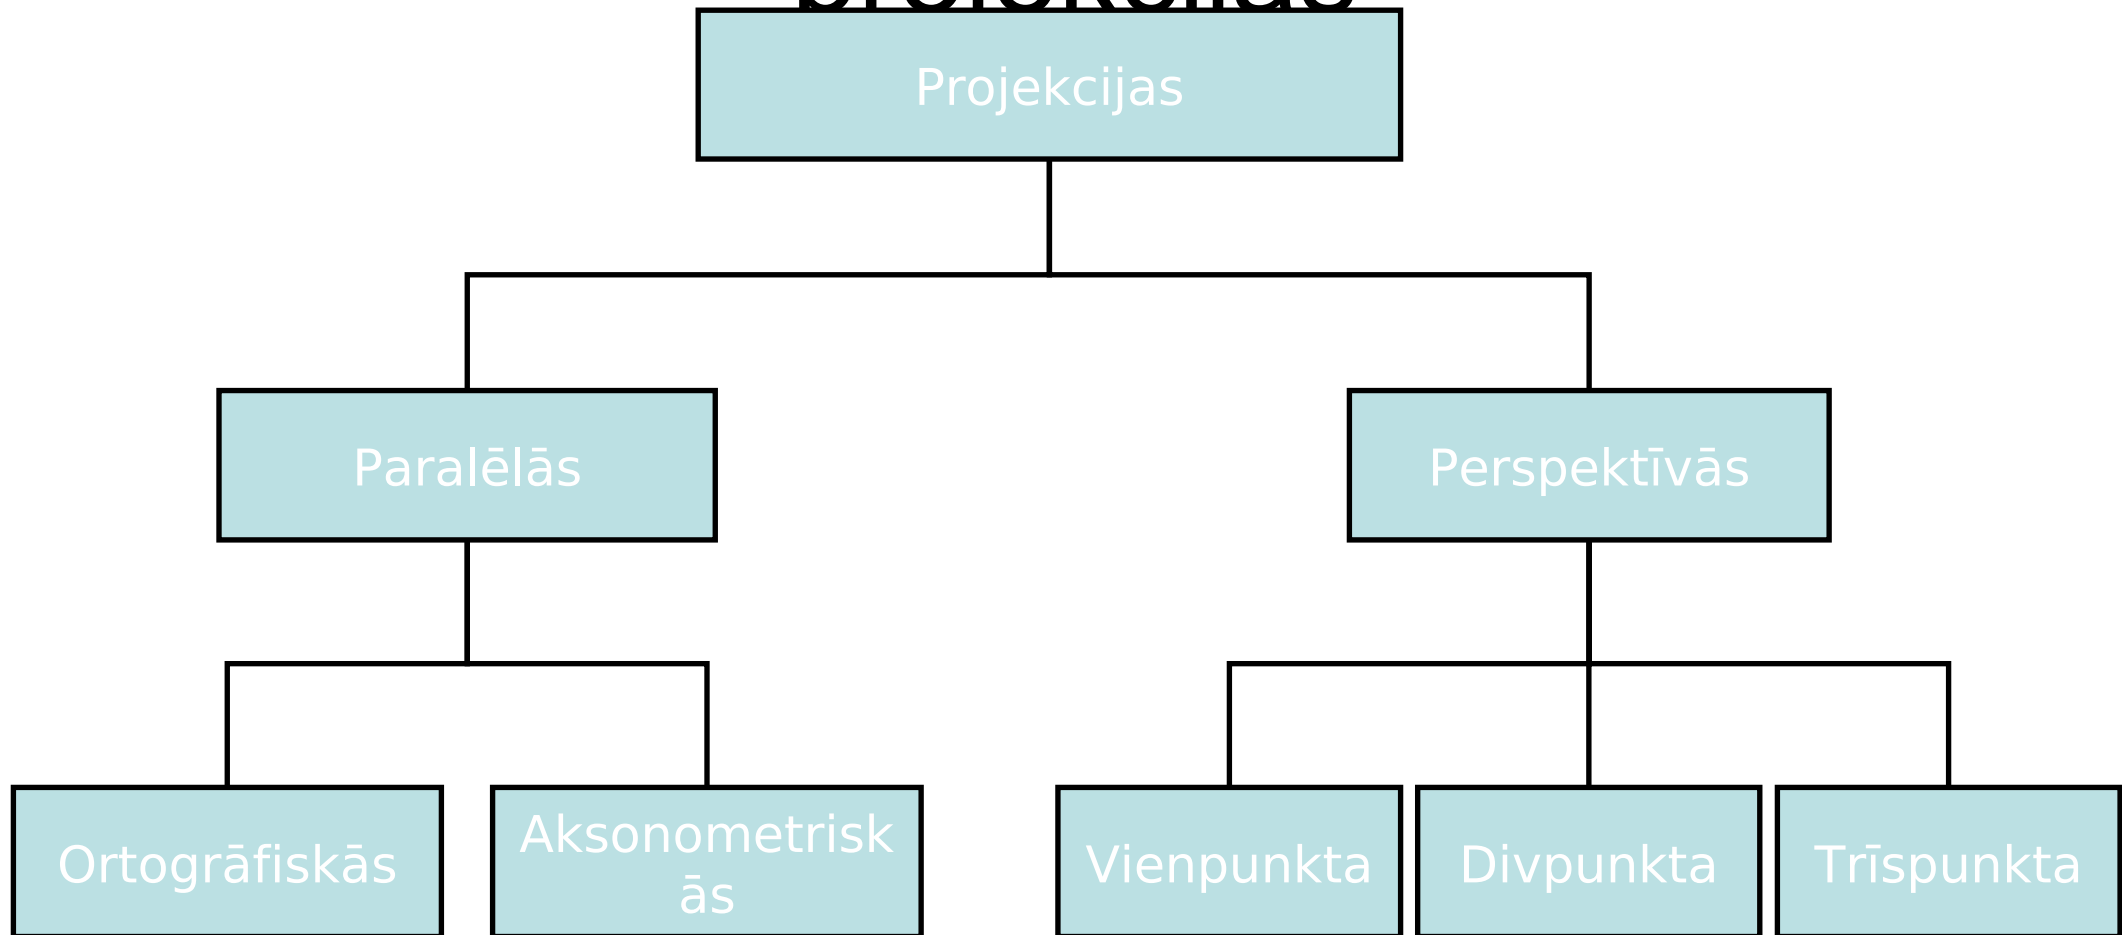 Projekcijas
Paralēlās
Perspektīvās
Ortogrāfiskās
Aksonometrisk
ās
Vienpunkta
Divpunkta
Trīspunkta